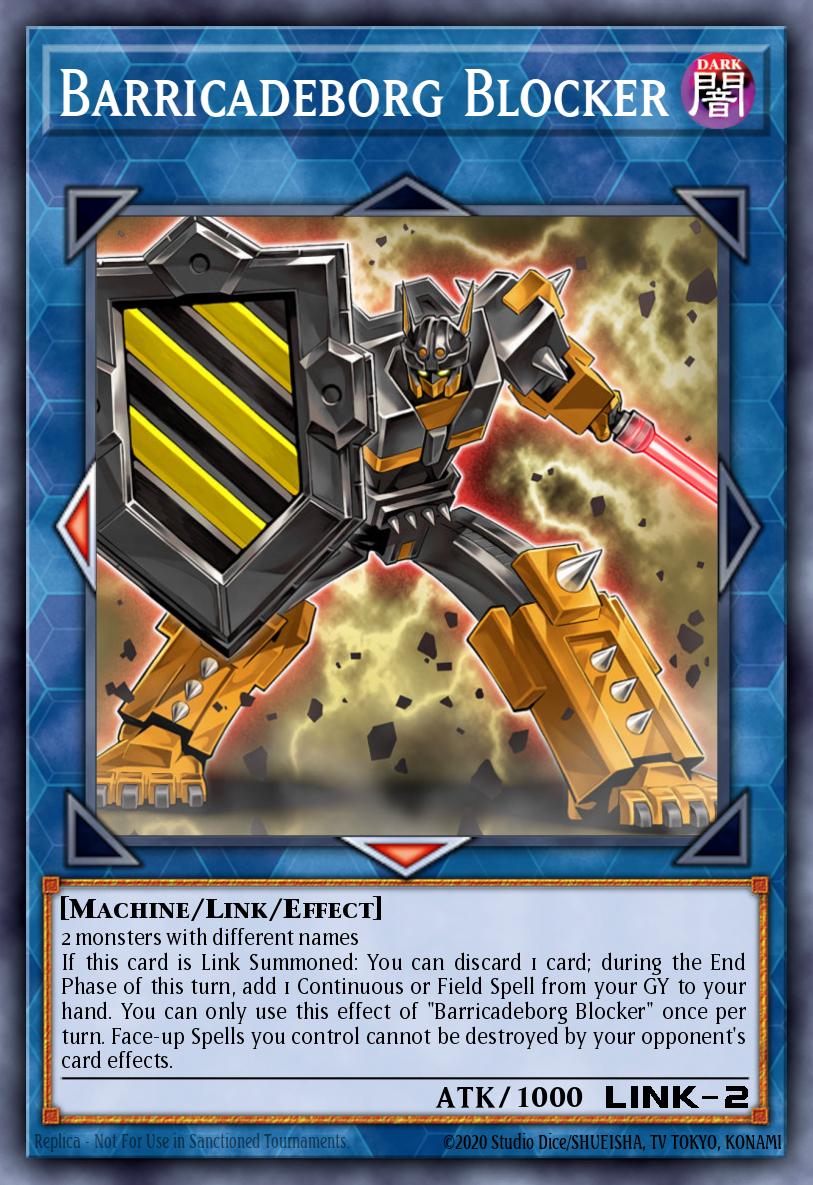 BARRICADEBORG BLOCKER
DARK
闇
[MACHINE/LINK/EFFECT]
2 monsters with different names
If this card is Link Summoned: You can discard 1 card; during the End
Phase of this turn, add 1 Continuous or Field Spell from your GY to your
hand. You can only use this effect of "Barricadeborg Blocker" once per
turn. Face-up Spells you control cannot be destroyed by your opponent's
card effects.
ATK/1000 LINK-2
Replica - Not For Use in Sanctioned Tournaments.
©2020 Studio Dice/SHUEISHA, TV TOKYO, KONAMI